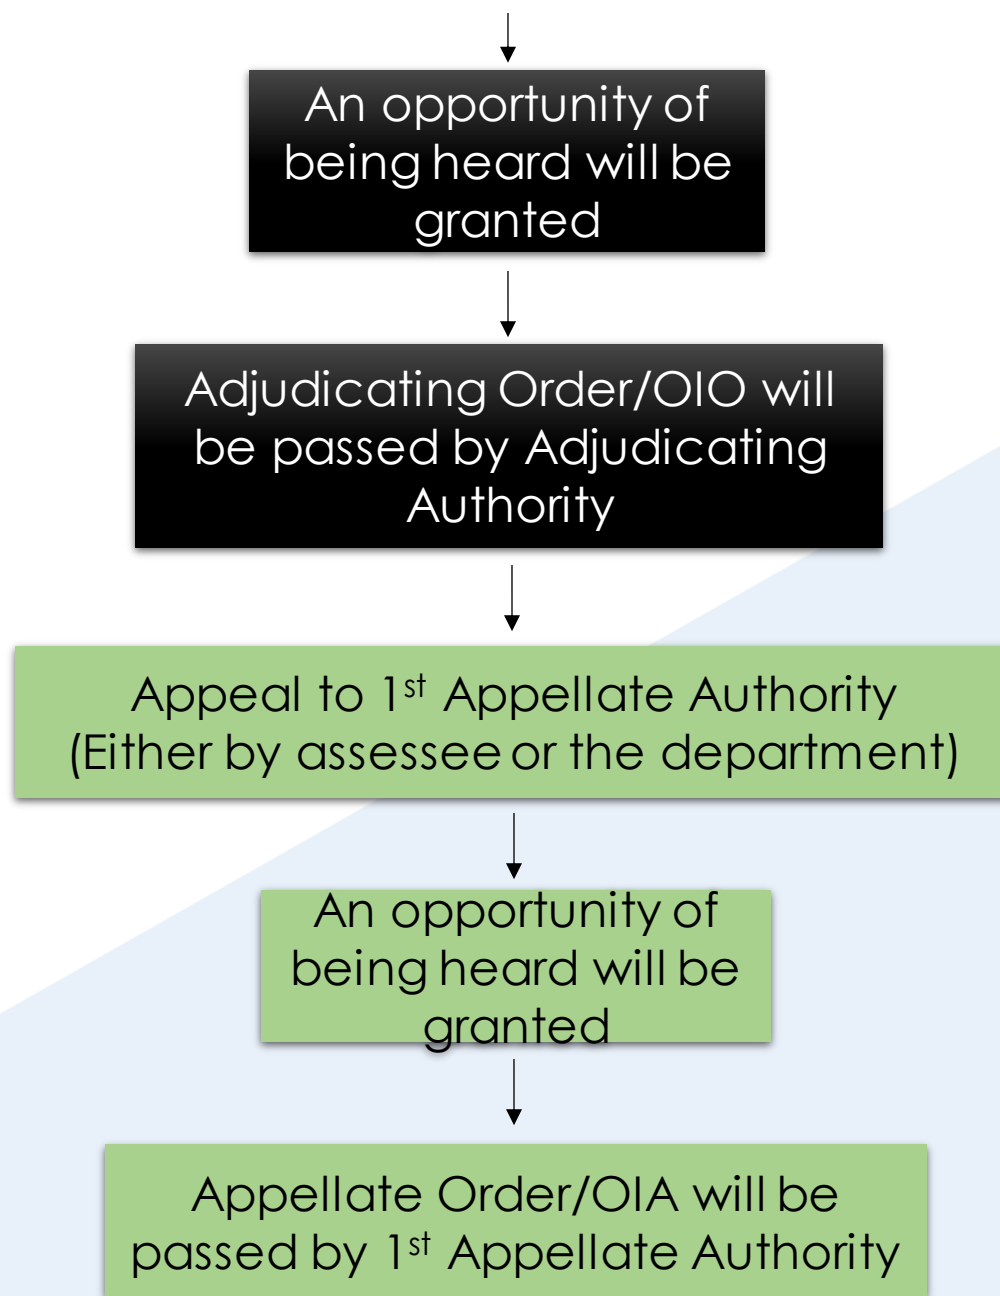 An opportunity of
being heard will be
granted
Adjudicating Order/OIO will
be passed by Adjudicating
Authority
Appeal to 1st Appellate Authority
(Either by assessee or the department)
An opportunity of
being heard will be
granted
Appellate Order/OIA will be
passed by 1st Appellate Authority